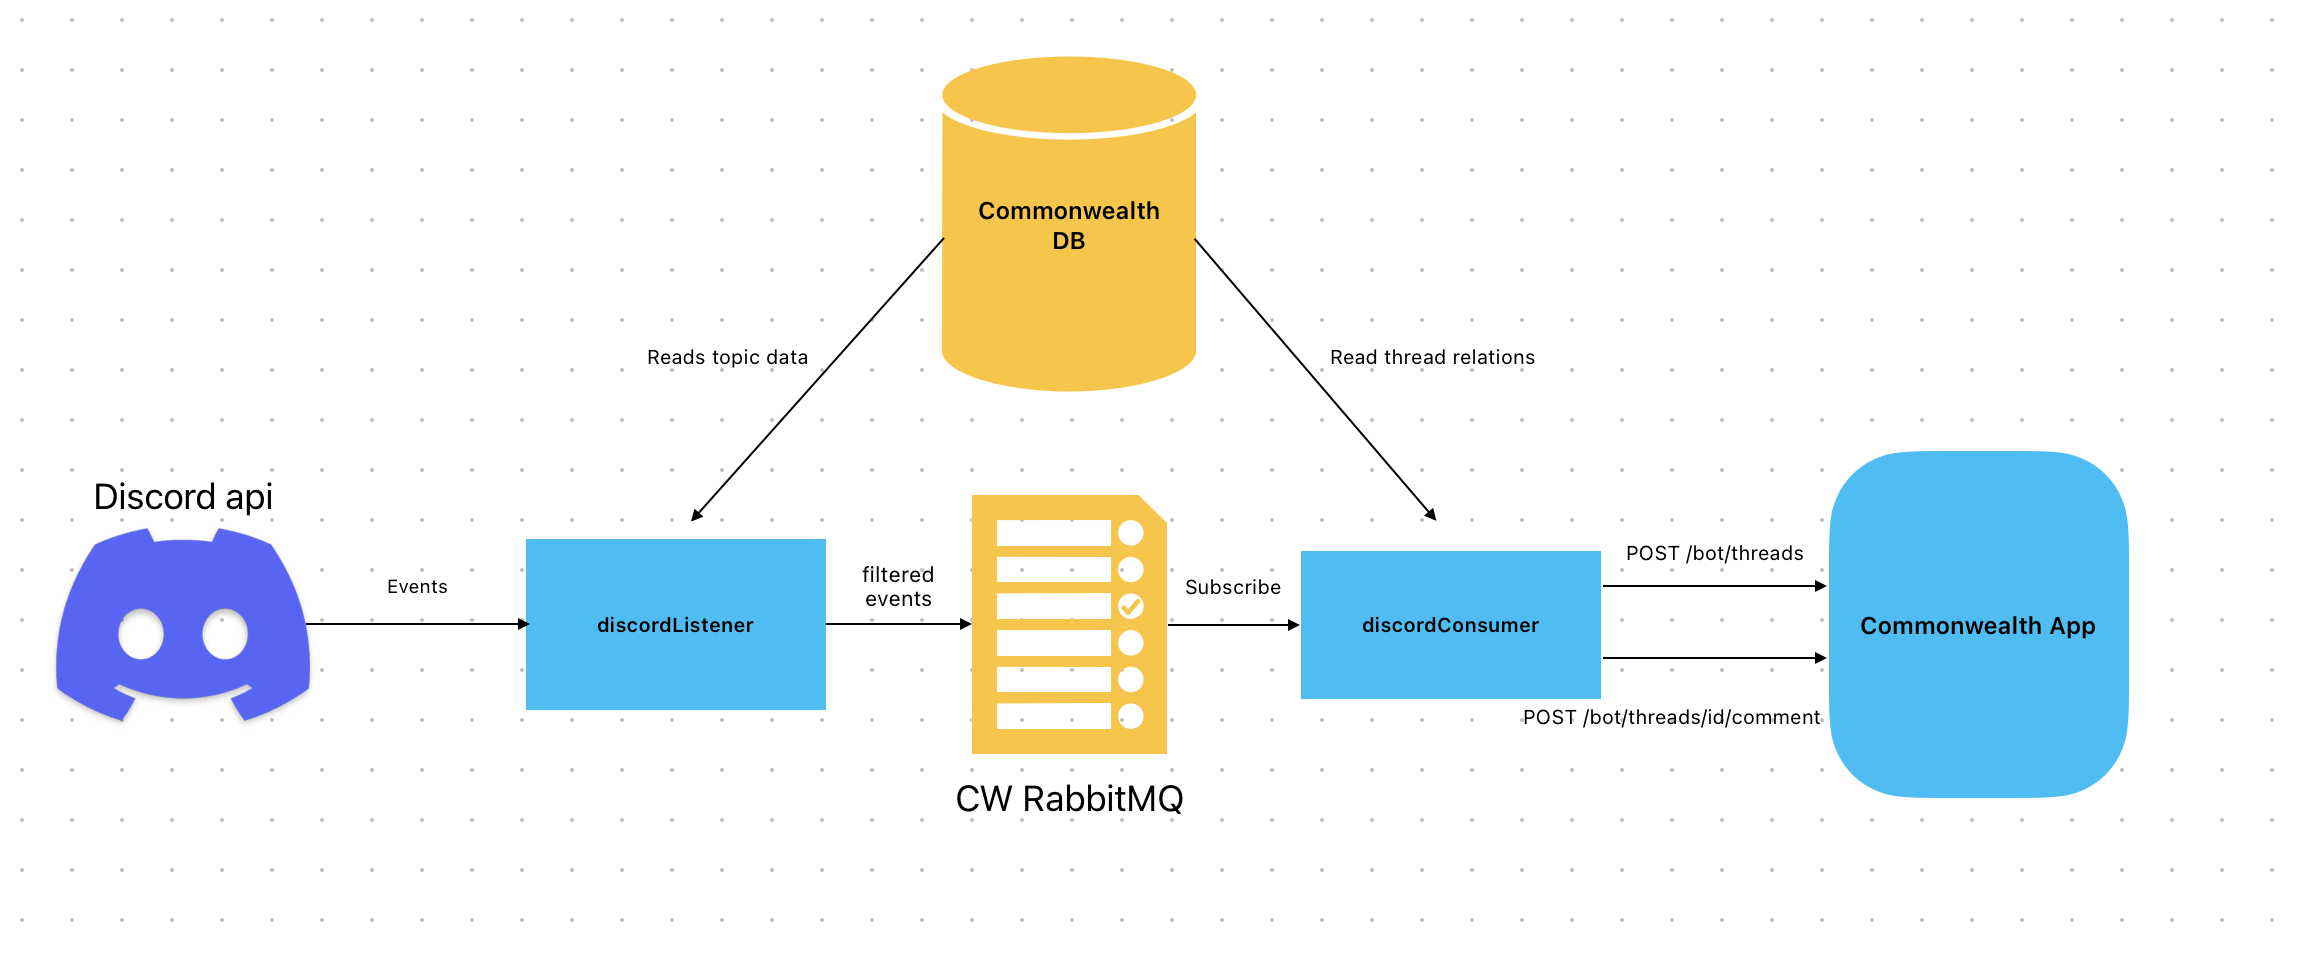 Commonwealth
DB
Reads topic data
Read thread relations
Discord api
Events
discordListener
filtered
events
CW RabbitMQ
Subscribe
discordConsumer
POST /bot/threads
POST /bot/threads/id/comment
Commonwealth App